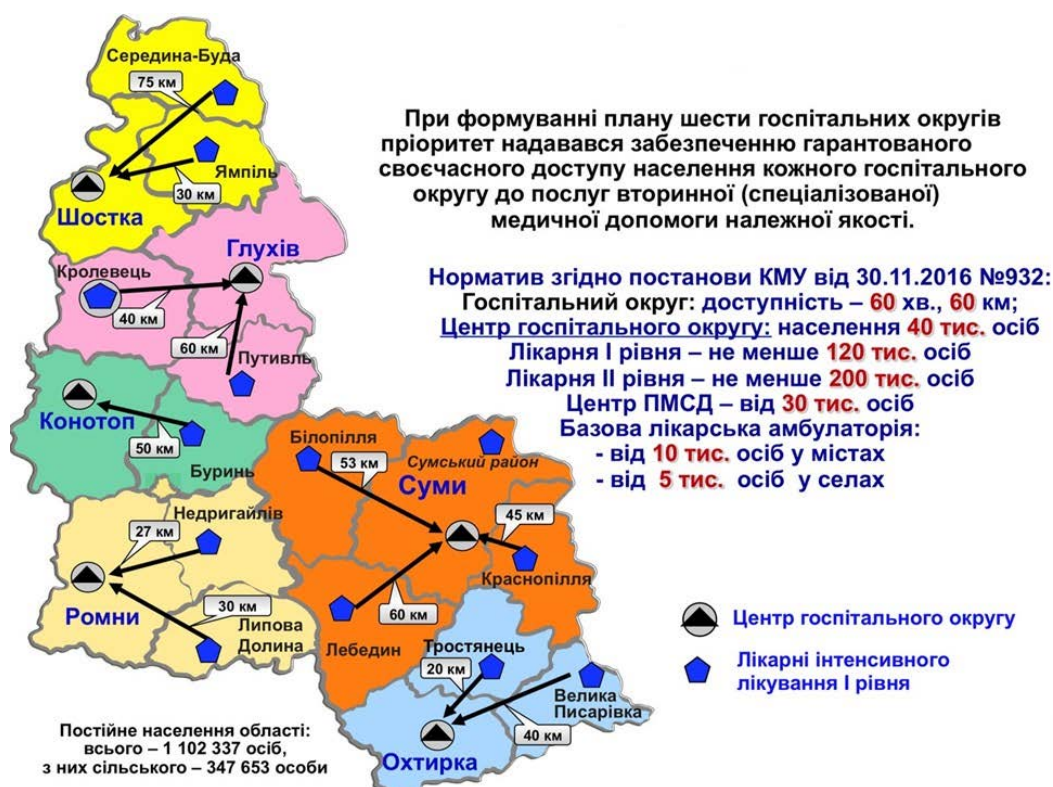 Середина-Буда
75 км
Ямпіль
30 км
Шостка
Глухів
Кролевець
40 км
60 км
Путивль
Конотоп
50 км
Буринь
Білопілля
53 км
Сумський район
Суми
45 км
Краснопілля
60 км
Лебедин
Недригайлів
27 км
Ромни
30 км
Липова
Долина
Тростянець
20 км
Велика
Писарівка
40 км
Охтирка
При формуванні плану шести госпітальних округів
пріоритет надавався забезпеченню гарантованого
своєчасного доступу населення кожного госпітального
округу до послуг вторинної (спеціалізованої)
медичної допомоги належної якості.
Норматив згідно постанови КМУ від 30.11.2016 №932:
Госпітальний округ: доступність – 60 хв., 60 км;
Центр госпітального округу: населення 40 тис. осіб
Лікарня І рівня – не менше 120 тис. осіб
Лікарня ІІ рівня – не менше 200 тис. осіб
Центр ПМСД – від 30 тис. осіб
Базова лікарська амбулаторія:
- від 10 тис. осіб у містах
- від 5 тис. осіб у селах
Центр госпітального округу
Лікарні інтенсивного
лікування І рівня
Постійне населення області:
всього – 1 102 337 осіб,
з них сільського – 347 653 особи